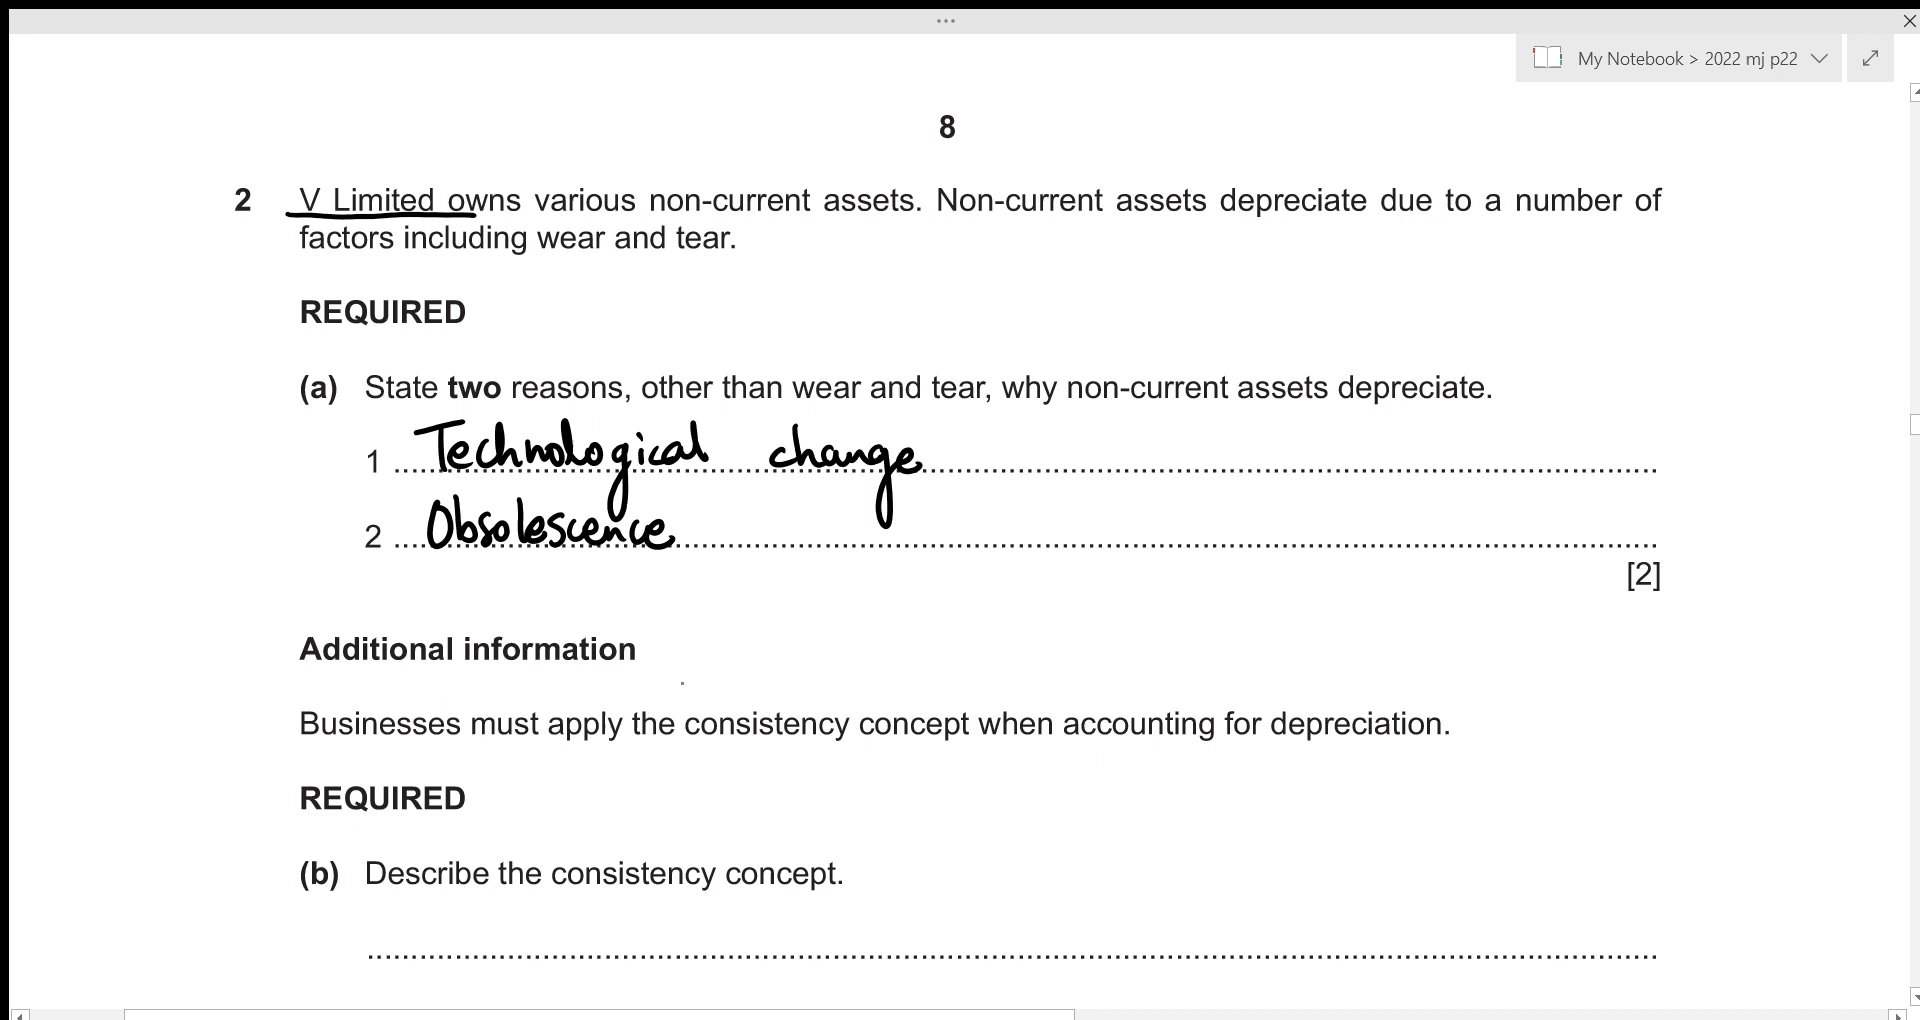 My Notebook > 2022 mj p22
8
2 V Limited owns various non-current assets. Non-current assets depreciate due to a number of
factors including wear and tear.
REQUIRED
(a) State two reasons, other than wear and tear, why non-current assets depreciate.
1 Technological change
2 Obsolescence
[2]
Additional information
Businesses must apply the consistency concept when accounting for depreciation.
REQUIRED
(b) Describe the consistency concept.